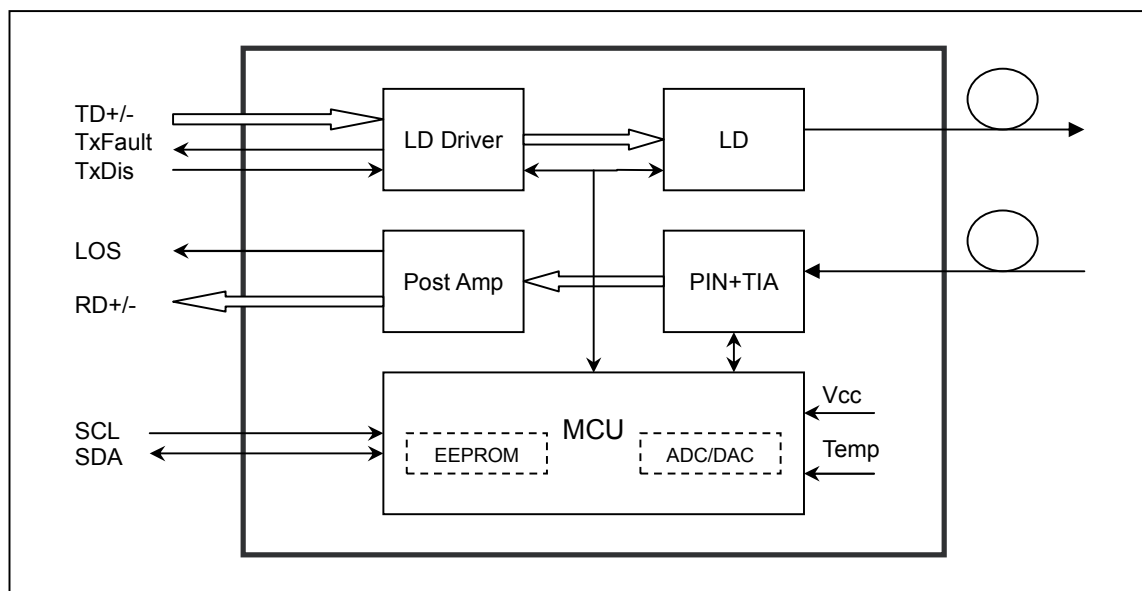 TD+/-
TxFault
TxDis
LD Driver
LD
LOS
RD+/-
Post Amp
PIN+TIA
SCL
SDA
MCU
EEPROM
ADC/DAC
Vcc
Temp